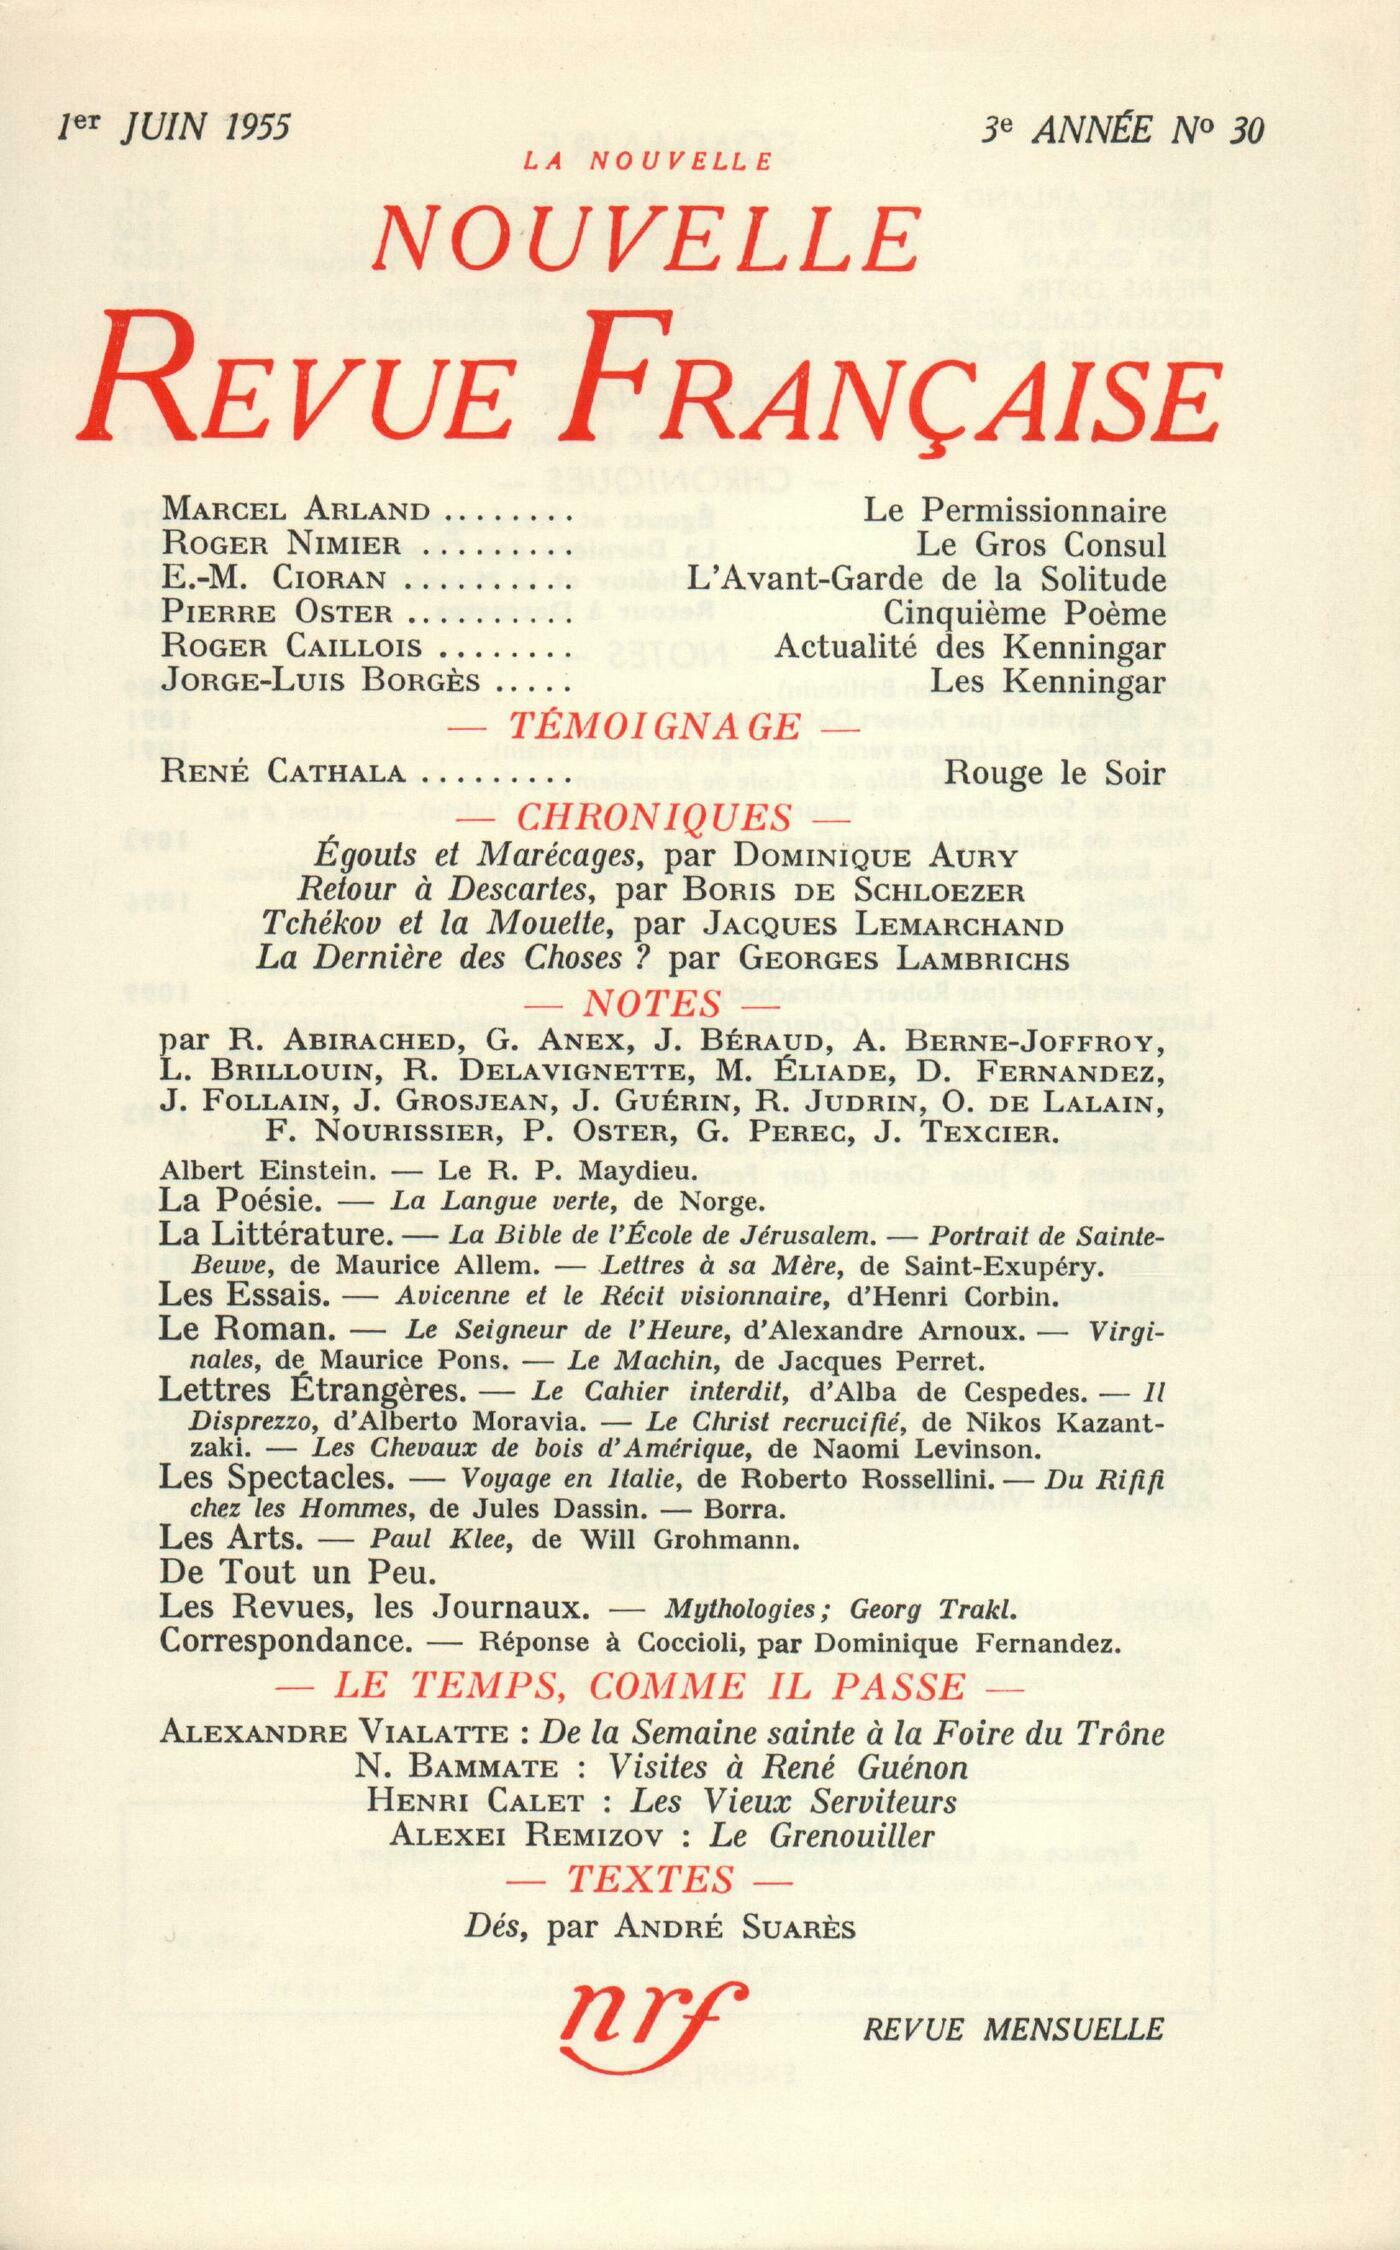 1er JUIN 1955
3e ANNÉE No 30
LA NOUVELLE
NOUVELLE
REVUE FRANÇAISE
MARCEL ARLAND ........ Le Permissionnaire
ROGER NIMIER ......... Le Gros Consul
E.-M. CIORAN .......... L'Avant-Garde de la Solitude
PIERRE OSTER .......... Cinquième Poème
ROGER CAILLOIS ........ Actualité des Kenningar
JORGE-LUIS BORGÈS ..... Les Kenningar
— TÉMOIGNAGE —
RENÉ CATHALA ......... Rouge le Soir
— CHRONIQUES —
Égouts et Marécages, par DOMINIQUE AURY
Retour à Descartes, par BORIS DE SCHLOEZER
Tchékov et la Mouette, par JACQUES LEMARCHAND
La Dernière des Choses ? par GEORGES LAMBRICHS
— NOTES —
par R. ABIRACHED, G. ANEX, J. BÉRAUD, A. BERNE-JOFFROY,
L. BRILLOUIN, R. DELAVIGNETTE, M. ÉLIADE, D. FERNANDEZ,
J. FOLLAIN, J. GROSJEAN, J. GUÉRIN, R. JUDRIN, O. DE LALAIN,
F. NOURISSIER, P. OSTER, G. PEREC, J. TEXCIER.
Albert Einstein. — Le R. P. Maydieu.
La Poésie. — La Langue verte, de Norge.
La Littérature. — La Bible de l'École de Jérusalem. — Portrait de Sainte-
Beuve, de Maurice Allem. — Lettres à sa Mère, de Saint-Exupéry.
Les Essais. — Avicenne et le Récit visionnaire, d'Henri Corbin.
Le Roman. — Le Seigneur de l'Heure, d'Alexandre Arnoux. — Virgi-
nales, de Maurice Pons. — Le Machin, de Jacques Perret.
Lettres Étrangères. — Le Cahier interdit, d'Alba de Cespedes. — Il
Disprezzo, d'Alberto Moravia. — Le Christ recrucifié, de Nikos Kazant-
zaki. — Les Chevaux de bois d'Amérique, de Naomi Levinson.
Les Spectacles. — Voyage en Italie, de Roberto Rossellini. — Du Rififi
chez les Hommes, de Jules Dassin. — Borra.
Les Arts. — Paul Klee, de Will Grohmann.
De Tout un Peu.
Les Revues, les Journaux. — Mythologies ; Georg Trakl.
Correspondance. — Réponse à Coccioli, par Dominique Fernandez.
— LE TEMPS, COMME IL PASSE —
ALEXANDRE VIALATTE : De la Semaine sainte à la Foire du Trône
N. BAMMATE : Visites à René Guénon
HENRI CALET : Les Vieux Serviteurs
ALEXEI REMIZOV : Le Grenouiller
— TEXTES —
Dés, par ANDRÉ SUARÈS
nrf
REVUE MENSUELLE